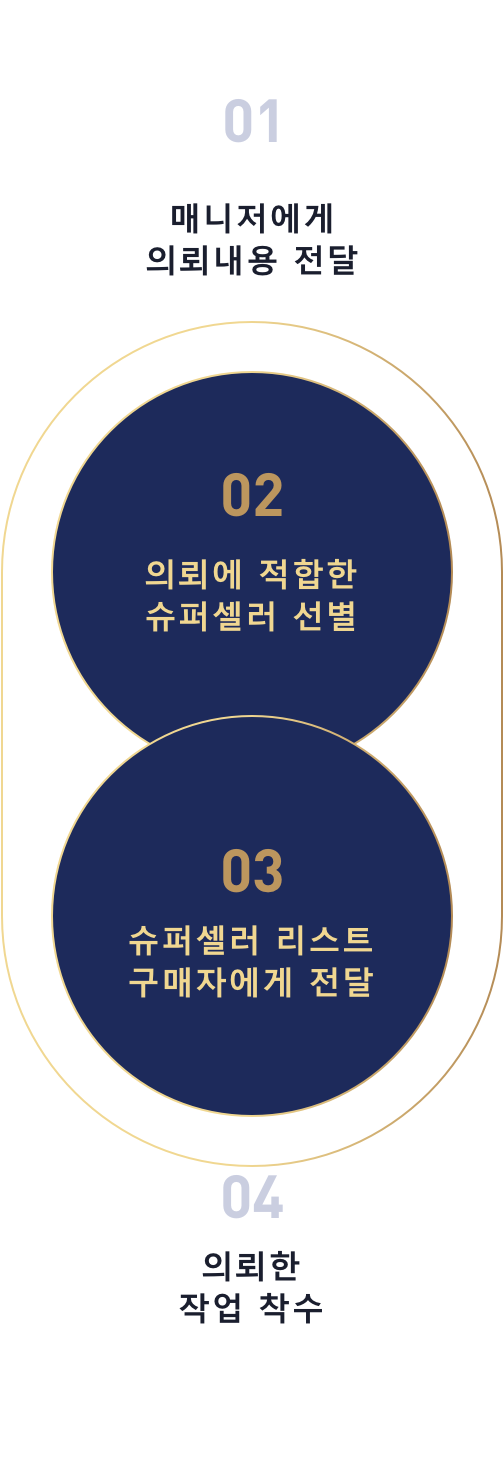 01
매니저에게
의뢰내용 전달
02
의뢰에 적합한
슈퍼셀러 선별
03
슈퍼셀러 리스트
구매자에게 전달
04
의뢰한
작업 착수